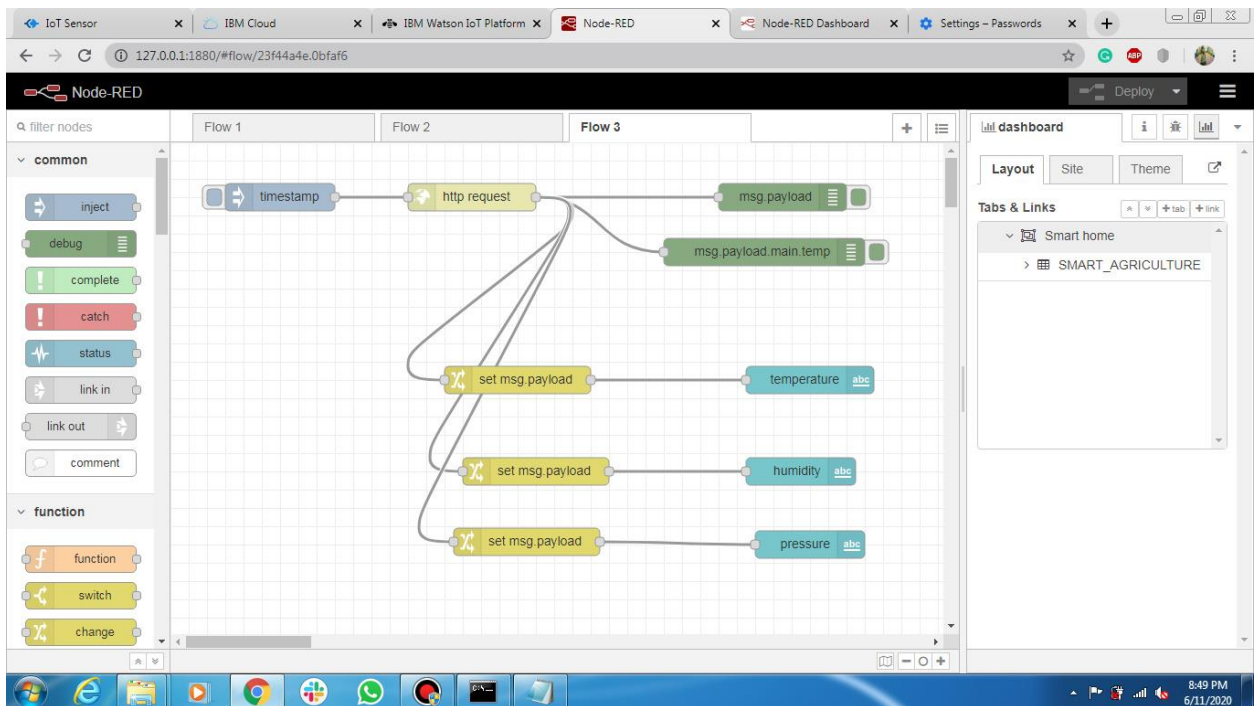 IoT Sensor
IBM Cloud
IBM Watson IoT Platform
Node-RED
Node-RED Dashboard
Settings – Passwords
127.0.0.1:1880/#flow/23f44a4e.0bfaf6
ABP
Node-RED
Deploy
filter nodes
Flow 1
Flow 2
Flow 3
dashboard
common
inject
debug
complete
catch
status
link in
link out
comment
function
function
switch
change
timestamp
http request
msg.payload
msg.payload.main.temp
set msg.payload
temperature abc
set msg.payload
humidity abc
set msg.payload
pressure abc
Layout
Site
Theme
Tabs & Links
+ tab
+ link
Smart home
SMART_AGRICULTURE
8:49 PM
6/11/2020